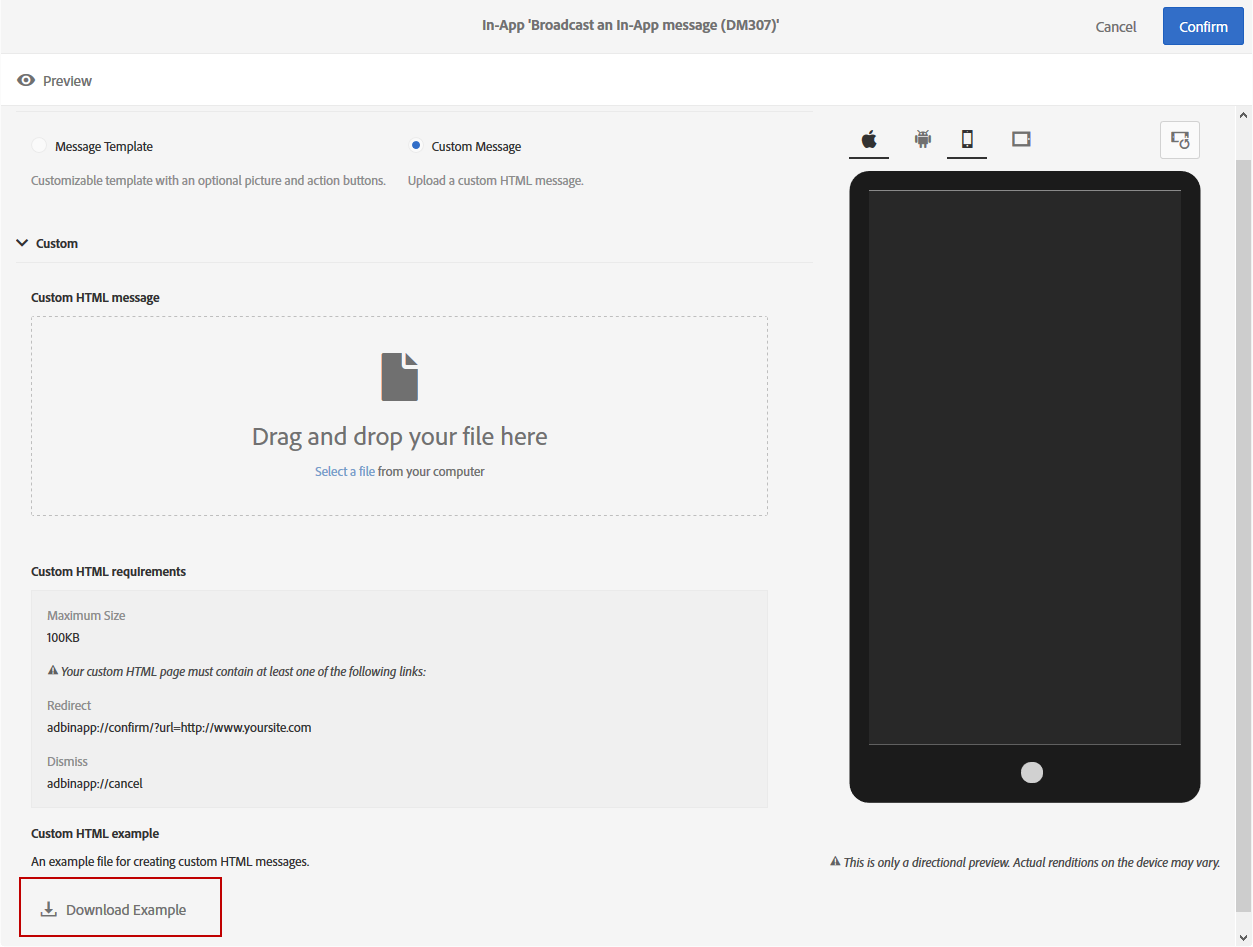 In-App 'Broadcast an In-App message (DM307)'
Cancel
Confirm
Preview
Message Template
Custom Message
Customizable template with an optional picture and action buttons.
Upload a custom HTML message.
Custom
Custom HTML message
Drag and drop your file here
Select a file from your computer
Custom HTML requirements
Maximum Size
100KB
Your custom HTML page must contain at least one of the following links:
Redirect
adbinapp://confirm/?url=http://www.yoursite.com
Dismiss
adbinapp://cancel
Custom HTML example
An example file for creating custom HTML messages.
Download Example
This is only a directional preview. Actual renditions on the device may vary.